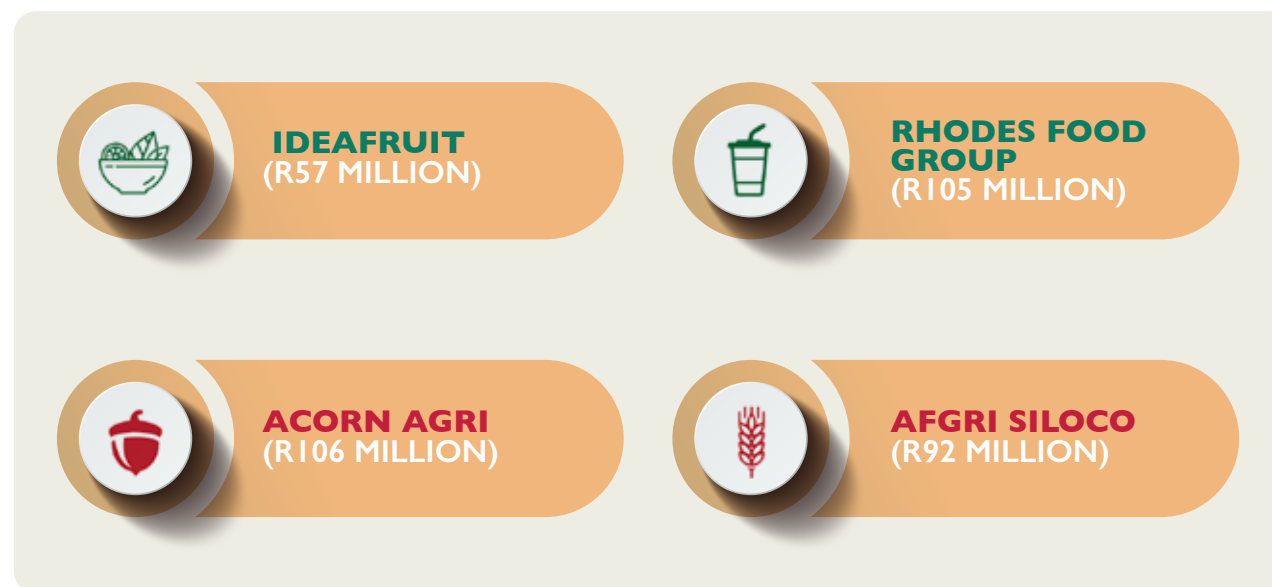 IDEAFRUIT
(R57 MILLION)
RHODES FOOD
GROUP
(R105 MILLION)
ACORN AGRI
(R106 MILLION)
AFGRI SILOCO
(R92 MILLION)